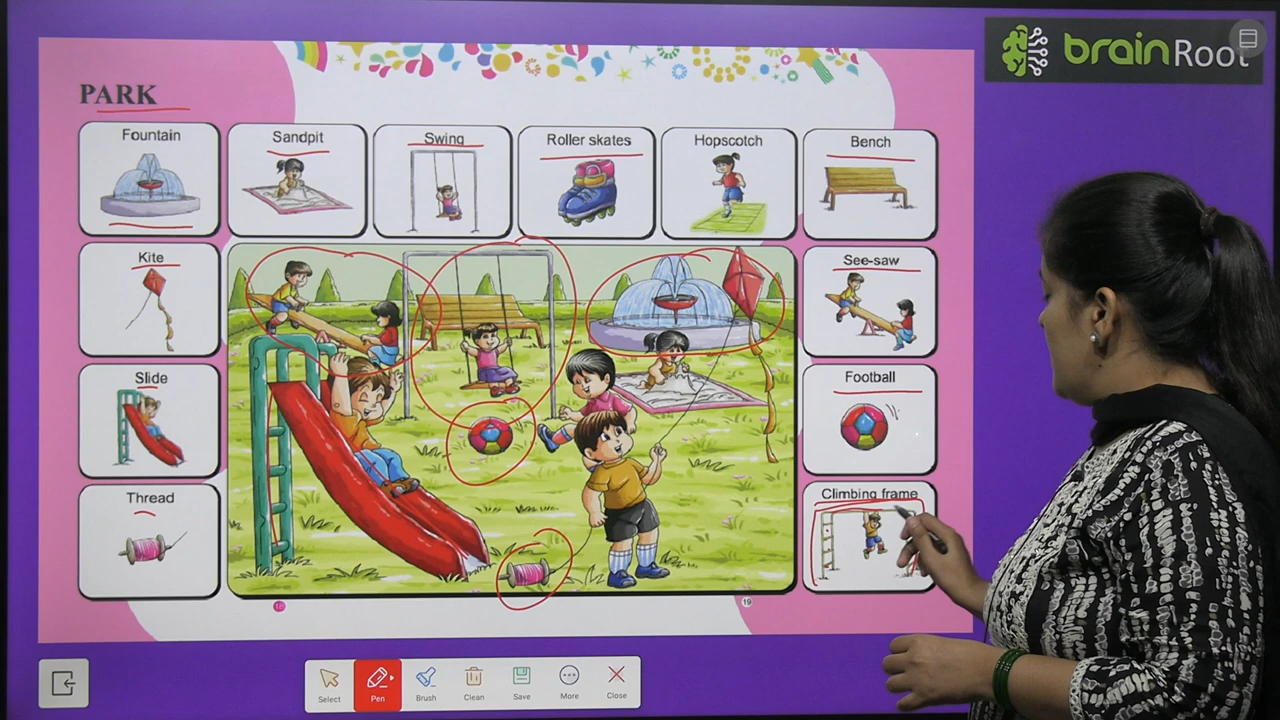 brainRoot
PARK
Fountain
Sandpit
Swing
Roller skates
Hopscotch
Bench
Kite
See-saw
Slide
Football
Thread
Climbing frame
19
Select
Pen
Brush
Clean
Save
More
Close